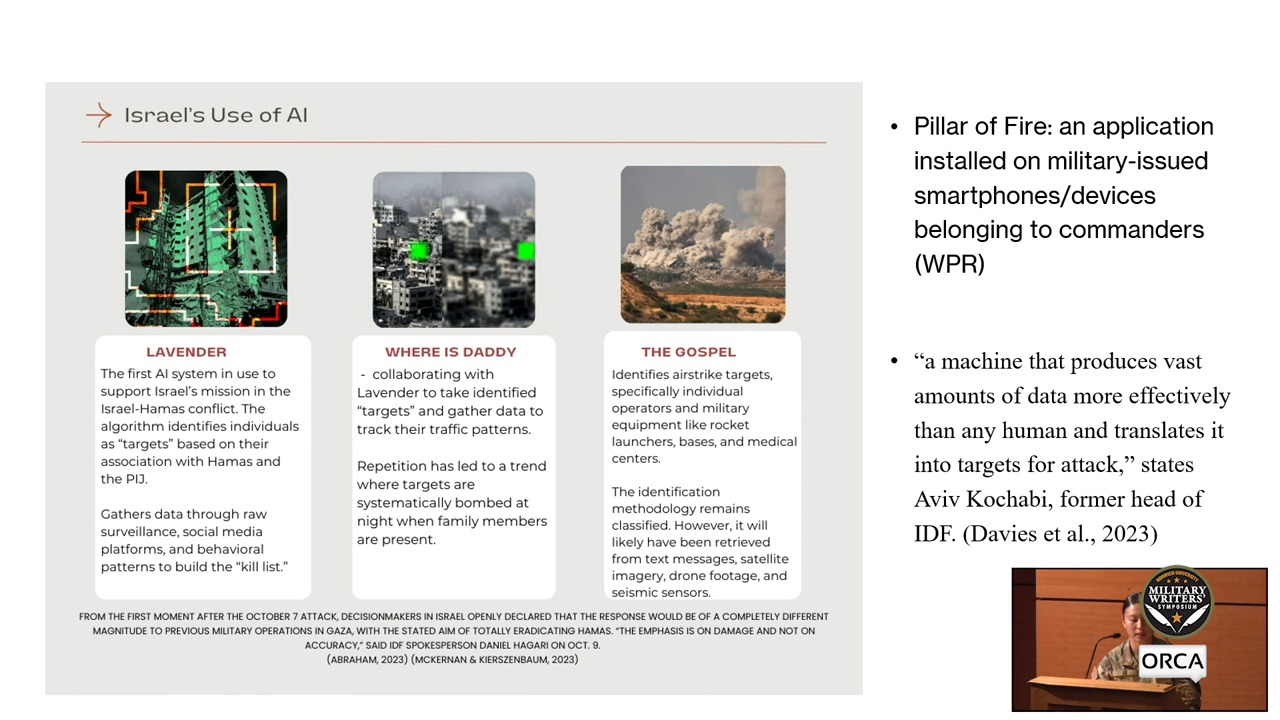 Israel's Use of AI
LAVENDER
The first AI system in use to
support Israel's mission in the
Israel-Hamas conflict. The
algorithm identifies individuals
as "targets" based on their
association with Hamas and
the PIJ.
Gathers data through raw
surveillance, social media
platforms, and behavioral
patterns to build the "kill list."
WHERE IS DADDY
- collaborating with
Lavender to take identified
"targets" and gather data to
track their traffic patterns.
Repetition has led to a trend
where targets are
systematically bombed at
night when family members
are present.
THE GOSPEL
Identifies airstrike targets,
specifically individual
operators and military
equipment like rocket
launchers, bases, and medical
centers.
The identification
methodology remains
classified. However, it will
likely have been retrieved
from text messages, satellite
imagery, drone footage, and
seismic sensors.
FROM THE FIRST MOMENT AFTER THE OCTOBER 7 ATTACK, DECISIONMAKERS IN ISRAEL OPENLY DECLARED THAT THE RESPONSE WOULD BE OF A COMPLETELY DIFFERENT
MAGNITUDE TO PREVIOUS MILITARY OPERATIONS IN GAZA, WITH THE STATED AIM OF TOTALLY ERADICATING HAMAS. "THE EMPHASIS IS ON DAMAGE AND NOT ON
ACCURACY," SAID IDF SPOKESPERSON DANIEL HAGARI ON OCT. 9.
(ABRAHAM, 2023) (MCKERNAN & KIERSZENBAUM, 2023)
• Pillar of Fire: an application
installed on military-issued
smartphones/devices
belonging to commanders
(WPR)
• "a machine that produces vast
amounts of data more effectively
than any human and translates it
into targets for attack," states
Aviv Kochabi, former head of
IDF. (Davies et al., 2023)
NORWICH UNIVERSITY
MILITARY
WRITERS'
SYMPOSIUM
ORCA